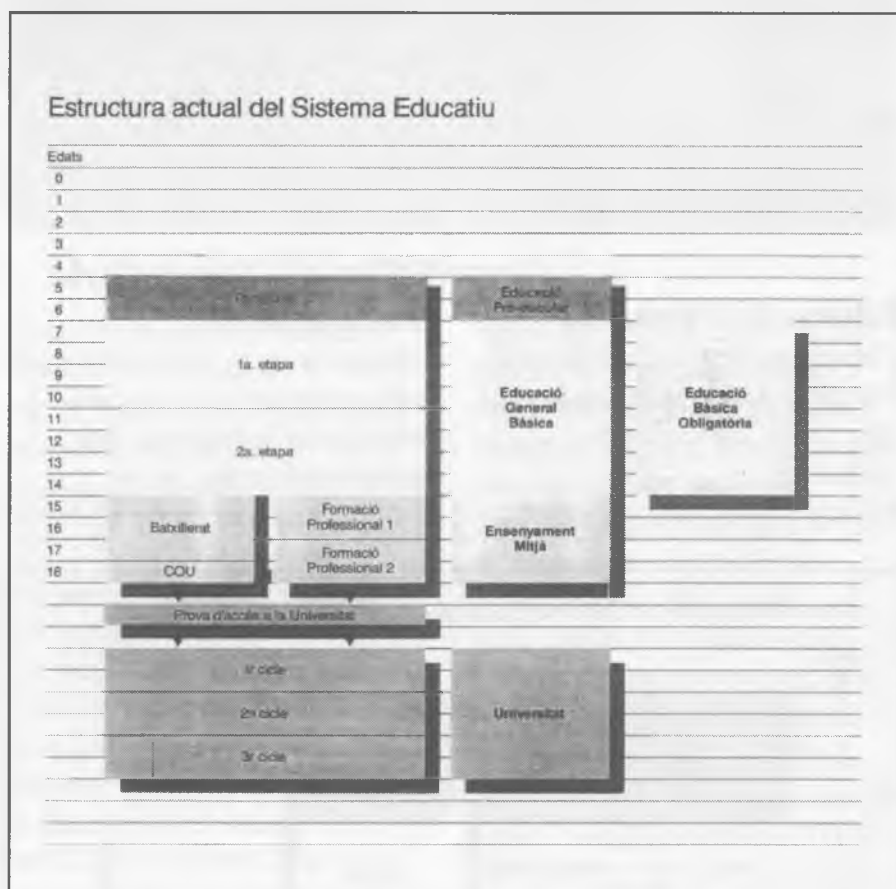 Estructura actual del Sistema Educatiu
Edats
0
1
2
3
4
5
6
7
8
9
10
11
12
13
14
15
16
17
18
Educació
Pre-escolar
1a. etapa
2a. etapa
Educació
General
Bàsica
Educació
Bàsica
Obligatòria
Batxillerat
COU
Formació
Professional 1
Formació
Professional 2
Ensenyament
Mitjà
Prova d'accés a la Universitat
1r cicle
2n cicle
3r cicle
Universitat